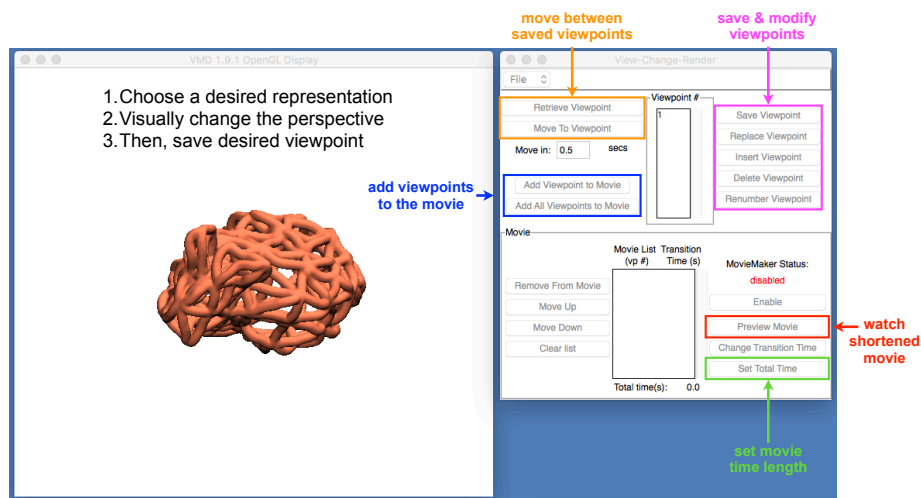 move between
saved viewpoints
save & modify
viewpoints
VMD 1.9.1 OpenGL Display
View-Change-Render
File
1.Choose a desired representation
2.Visually change the perspective
3.Then, save desired viewpoint
Retrieve Viewpoint
Move To Viewpoint
Move in: 0.5 secs
Viewpoint #
1
Save Viewpoint
Replace Viewpoint
Insert Viewpoint
Delete Viewpoint
Renumber Viewpoint
add viewpoints
to the movie
Add Viewpoint to Movie
Add All Viewpoints to Movie
Movie
Movie List Transition
(vp #) Time (s)
MovieMaker Status:
disabled
Remove From Movie
Move Up
Move Down
Clear list
Enable
Preview Movie
Change Transition Time
Set Total Time
watch
shortened
movie
Total time(s): 0.0
set movie
time length